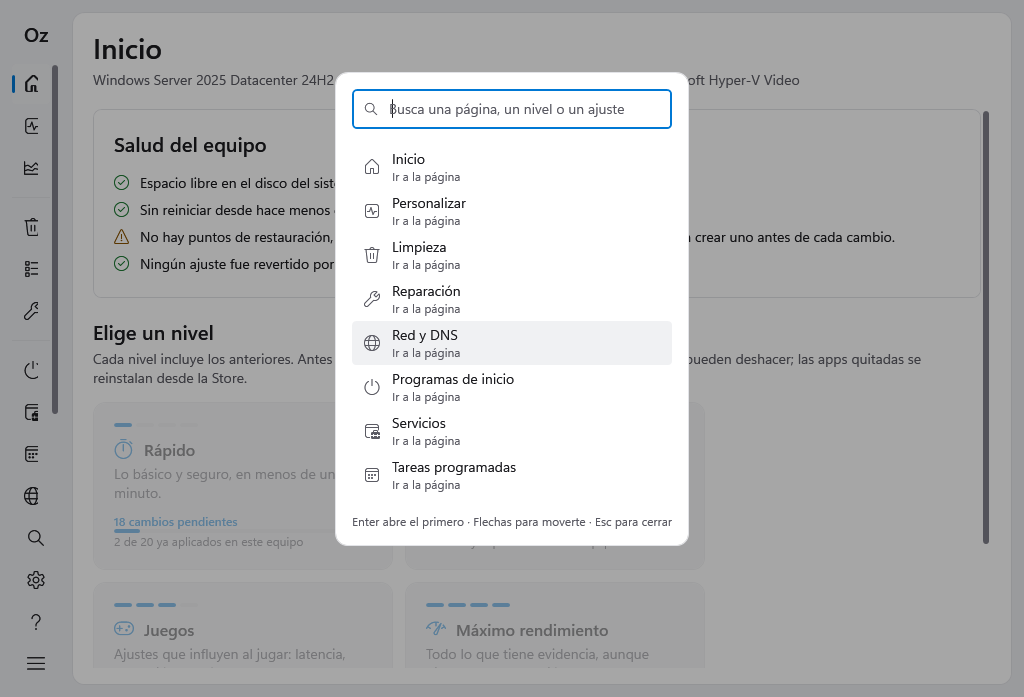 Oz
Inicio
Windows Server 2025 Datacenter 24H2
oft Hyper-V Video
Salud del equipo
Espacio libre en el disco del
Sin reiniciar desde hace menos
No hay puntos de restauración,
crear uno antes de cada cambio.
Ningún ajuste fue revertido por
Elige un nivel
Cada nivel incluye los anteriores. Antes
pueden deshacer; las apps quitadas se
reinstalan desde la Store.
Rápido
Lo básico y seguro, en menos de un
minuto.
18 cambios pendientes
2 de 20 ya aplicados en este equipo
Juegos
Ajustes que influyen al jugar: latencia,
Máximo rendimiento
Todo lo que tiene evidencia, aunque
Busca una página, un nivel o un ajuste
Inicio
Ir a la página
Personalizar
Ir a la página
Limpieza
Ir a la página
Reparación
Ir a la página
Red y DNS
Ir a la página
Programas de inicio
Ir a la página
Servicios
Ir a la página
Tareas programadas
Ir a la página
Enter abre el primero · Flechas para moverte · Esc para cerrar